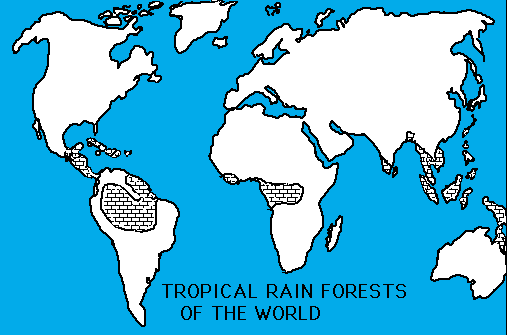 TROPICAL RAIN FORESTS
OF THE WORLD